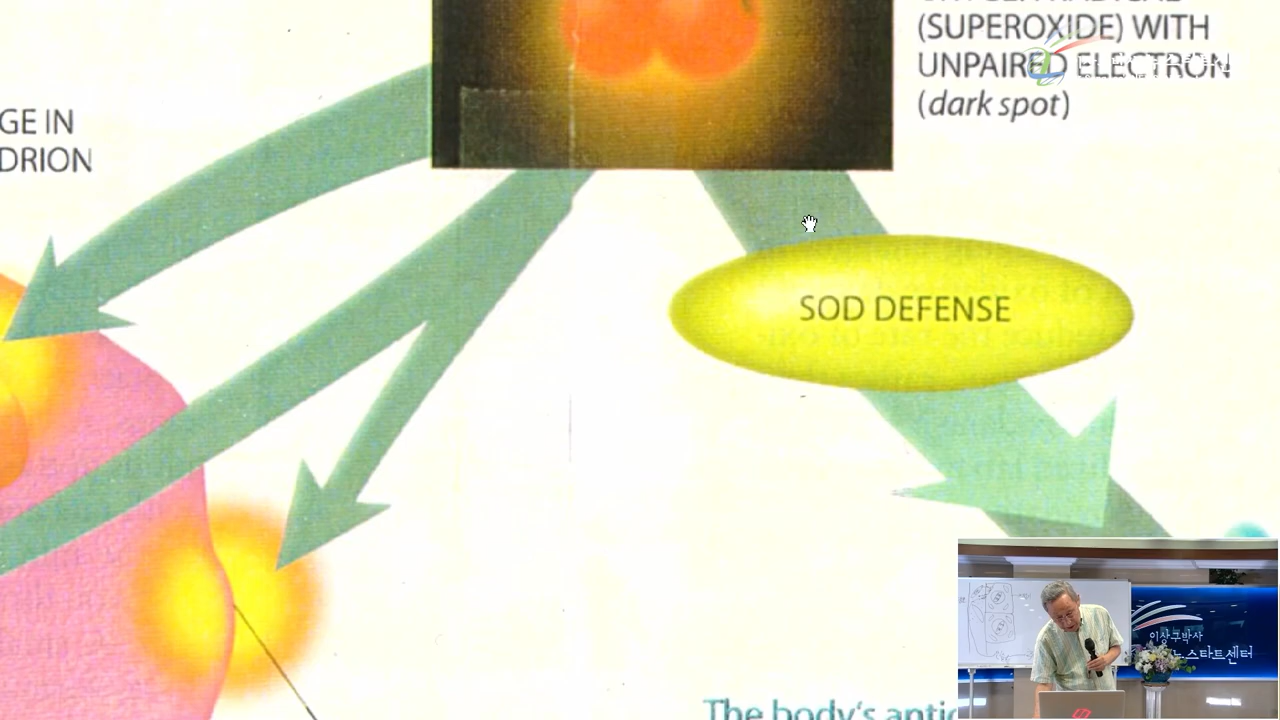 (SUPEROXIDE) WITH
UNPAIRED ELECTRON
(dark spot)
GE IN
DRION
SOD DEFENSE
The body's antio
이상구박사
뉴스타트센터